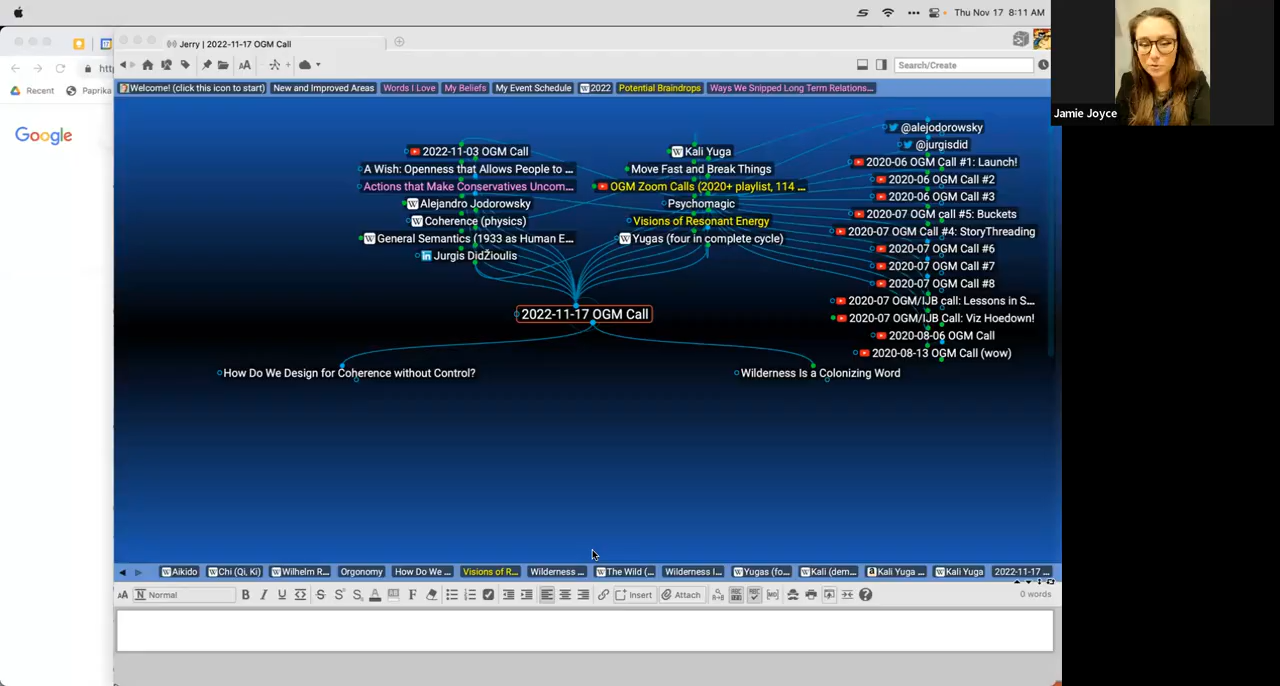 Thu Nov 17 8:11 AM
Jerry | 2022-11-17 OGM Call
Search/Create
Recent
Paprika
Welcome! (click this icon to start)
New and Improved Areas
Words I Love
My Beliefs
My Event Schedule
2022
Potential Braindrops
Ways We Snipped Long Term Relations...
Google
Jamie Joyce
2022-11-03 OGM Call
A Wish: Openness that Allows People to ...
Actions that Make Conservatives Uncom...
Alejandro Jodorowsky
Coherence (physics)
General Semantics (1933 as Human E...
Jurgis Didžioulis
Kali Yuga
Move Fast and Break Things
OGM Zoom Calls (2020+ playlist, 114 ...
Psychomagic
Visions of Resonant Energy
Yugas (four in complete cycle)
@alejodorowsky
@jurgisdid
2020-06 OGM Call #1: Launch!
2020-06 OGM Call #2
2020-06 OGM Call #3
2020-07 OGM call #5: Buckets
2020-07 OGM Call #4: StoryThreading
2020-07 OGM Call #6
2020-07 OGM Call #7
2020-07 OGM Call #8
2020-07 OGM/IJB call: Lessons in S...
2020-07 OGM/IJB Call: Viz Hoedown!
2020-08-06 OGM Call
2020-08-13 OGM Call (wow)
2022-11-17 OGM Call
How Do We Design for Coherence without Control?
Wilderness Is a Colonizing Word
Aikido
Chi (Qi, Ki)
Wilhelm R...
Orgonomy
How Do We ...
Visions of R...
Wilderness ...
The Wild (...
Wilderness I...
Yugas (fo...
Kali (dem...
Kali Yuga ...
Kali Yuga
2022-11-17 ...
Normal
Insert
Attach
0 words